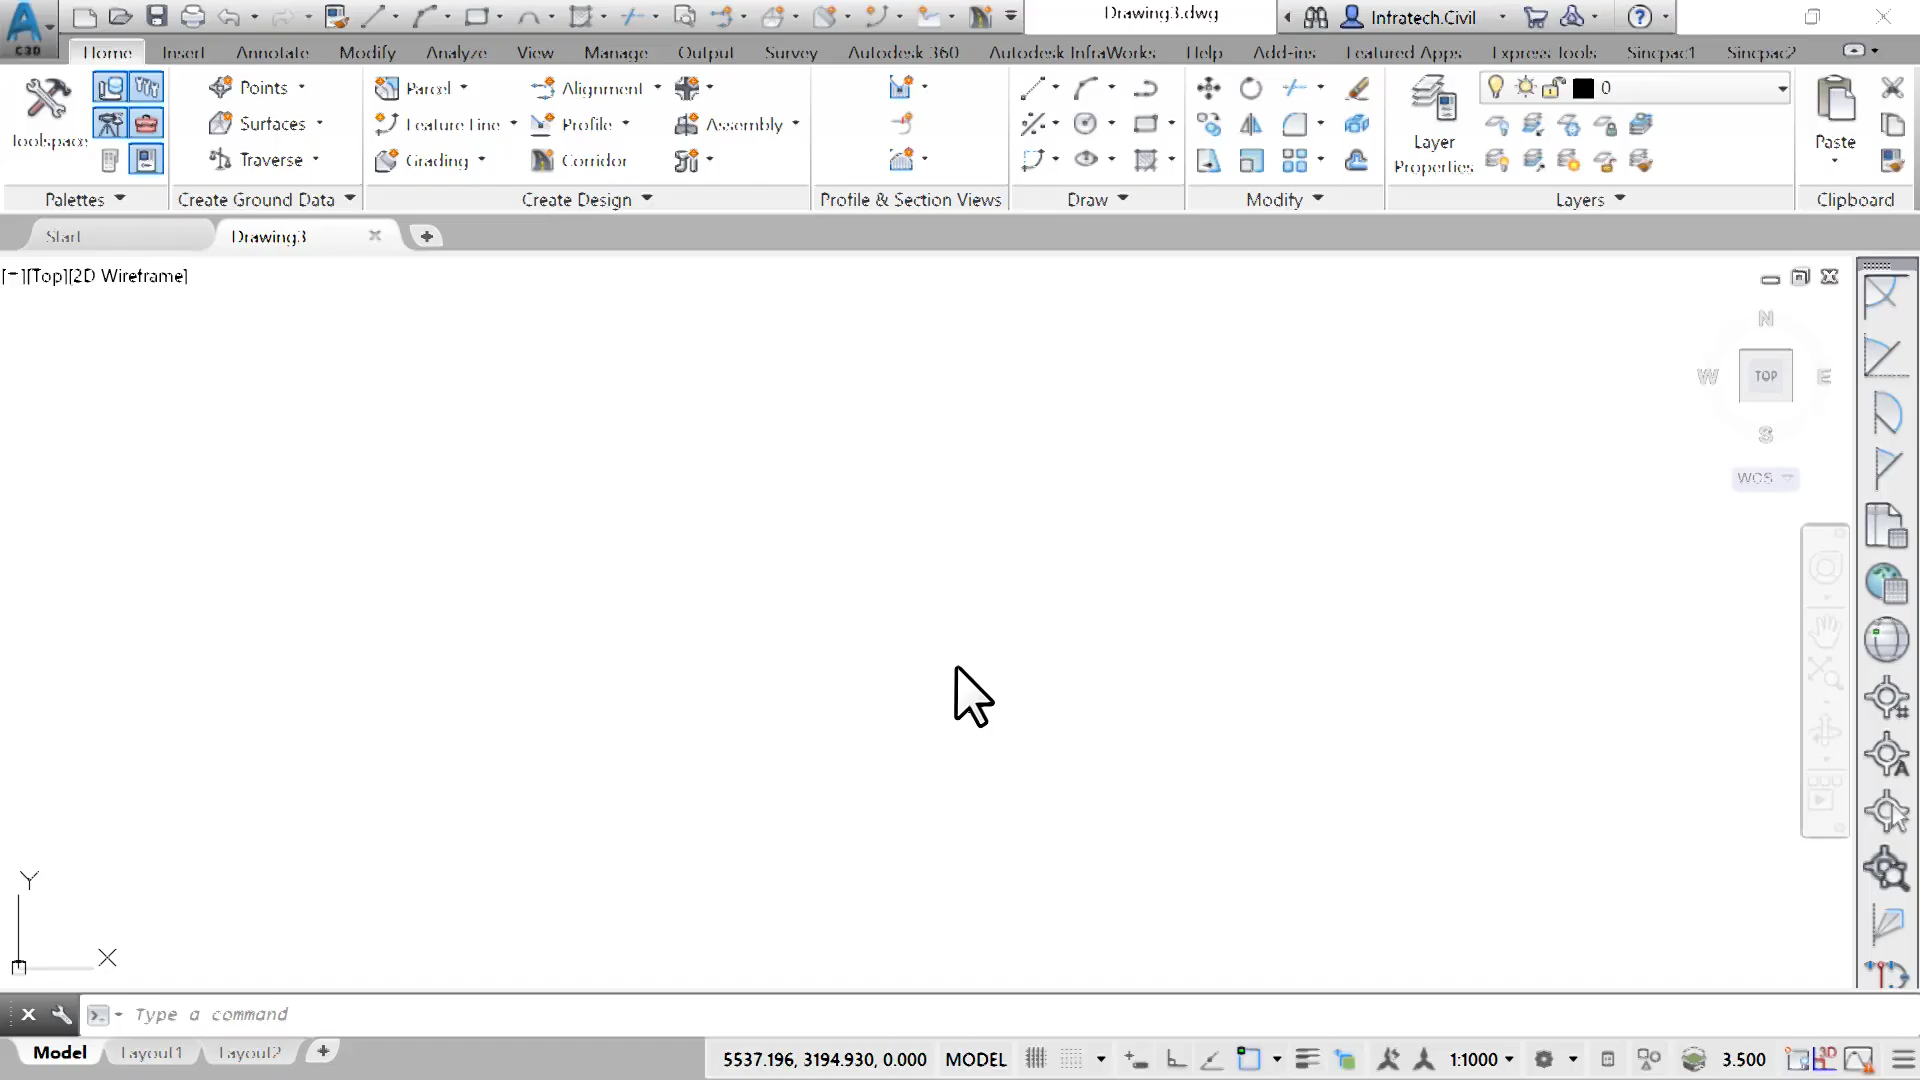 Drawing3.dwg
Infratech.Civil
C3D
Home Insert Annotate Modify Analyze View Manage Output Survey Autodesk 360 Autodesk InfraWorks Help Add-ins Featured Apps Express Tools Sincpac1 Sincpac2
Toolspace
Points
Surfaces
Traverse
Parcel
Feature Line
Grading
Alignment
Profile
Corridor
Assembly
Layer
Properties
0
Paste
Palettes
Create Ground Data
Create Design
Profile & Section Views
Draw
Modify
Layers
Clipboard
Start
Drawing3
[−][Top][2D Wireframe]
N
W TOP E
S
WCS
Y
X
Type a command
Model Layout1 Layout2
5537.196, 3194.930, 0.000 MODEL 1:1000 3.500